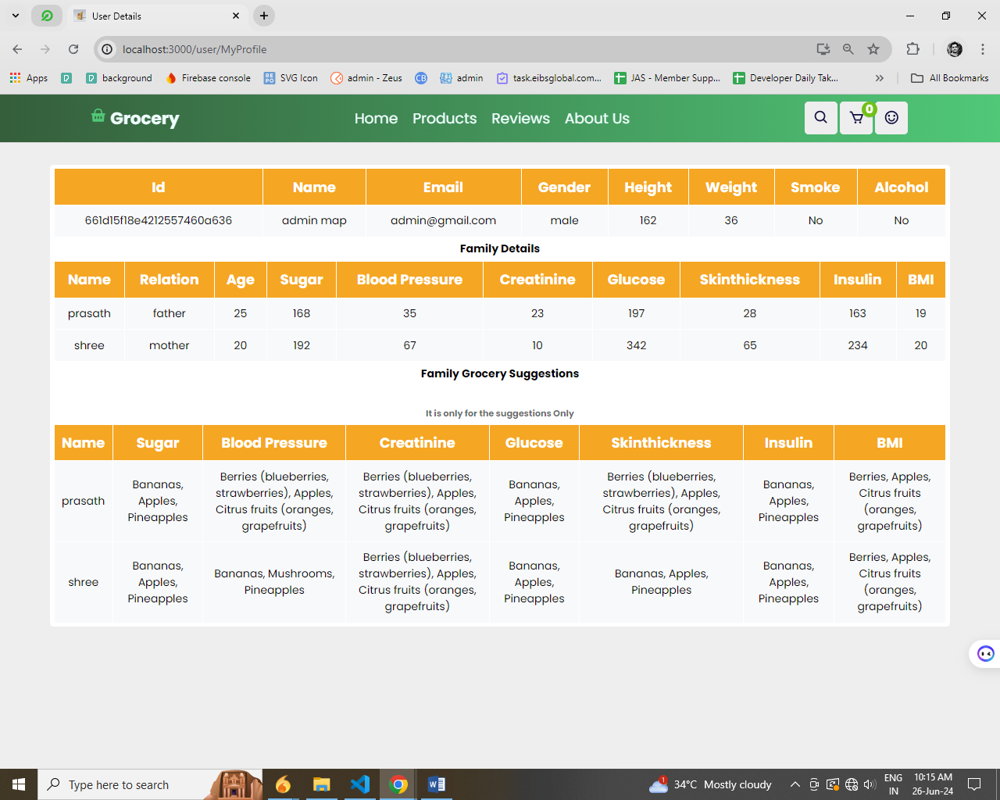 User Details
localhost:3000/user/MyProfile
Apps background Firebase console SVG Icon admin - Zeus CB admin task.eibsglobal.com... JAS - Member Supp... Developer Daily Tak... All Bookmarks
Grocery Home Products Reviews About Us 0
Id Name Email Gender Height Weight Smoke Alcohol
661d15f18e4212557460a636 admin map admin@gmail.com male 162 36 No No
Family Details
Name Relation Age Sugar Blood Pressure Creatinine Glucose Skinthickness Insulin BMI
prasath father 25 168 35 23 197 28 163 19
shree mother 20 192 67 10 342 65 234 20
Family Grocery Suggestions
It is only for the suggestions Only
Name Sugar Blood Pressure Creatinine Glucose Skinthickness Insulin BMI
prasath
Bananas,
Apples,
Pineapples
Berries (blueberries,
strawberries), Apples,
Citrus fruits (oranges,
grapefruits)
Berries (blueberries,
strawberries), Apples,
Citrus fruits (oranges,
grapefruits)
Bananas,
Apples,
Pineapples
Berries (blueberries,
strawberries), Apples,
Citrus fruits (oranges,
grapefruits)
Bananas,
Apples,
Pineapples
Berries, Apples,
Citrus fruits
(oranges,
grapefruits)
shree
Bananas,
Apples,
Pineapples
Bananas, Mushrooms,
Pineapples
Berries (blueberries,
strawberries), Apples,
Citrus fruits (oranges,
grapefruits)
Bananas,
Apples,
Pineapples
Bananas, Apples,
Pineapples
Bananas,
Apples,
Pineapples
Berries, Apples,
Citrus fruits
(oranges,
grapefruits)
Type here to search
1
34°C Mostly cloudy
ENG
IN
10:15 AM
26-Jun-24